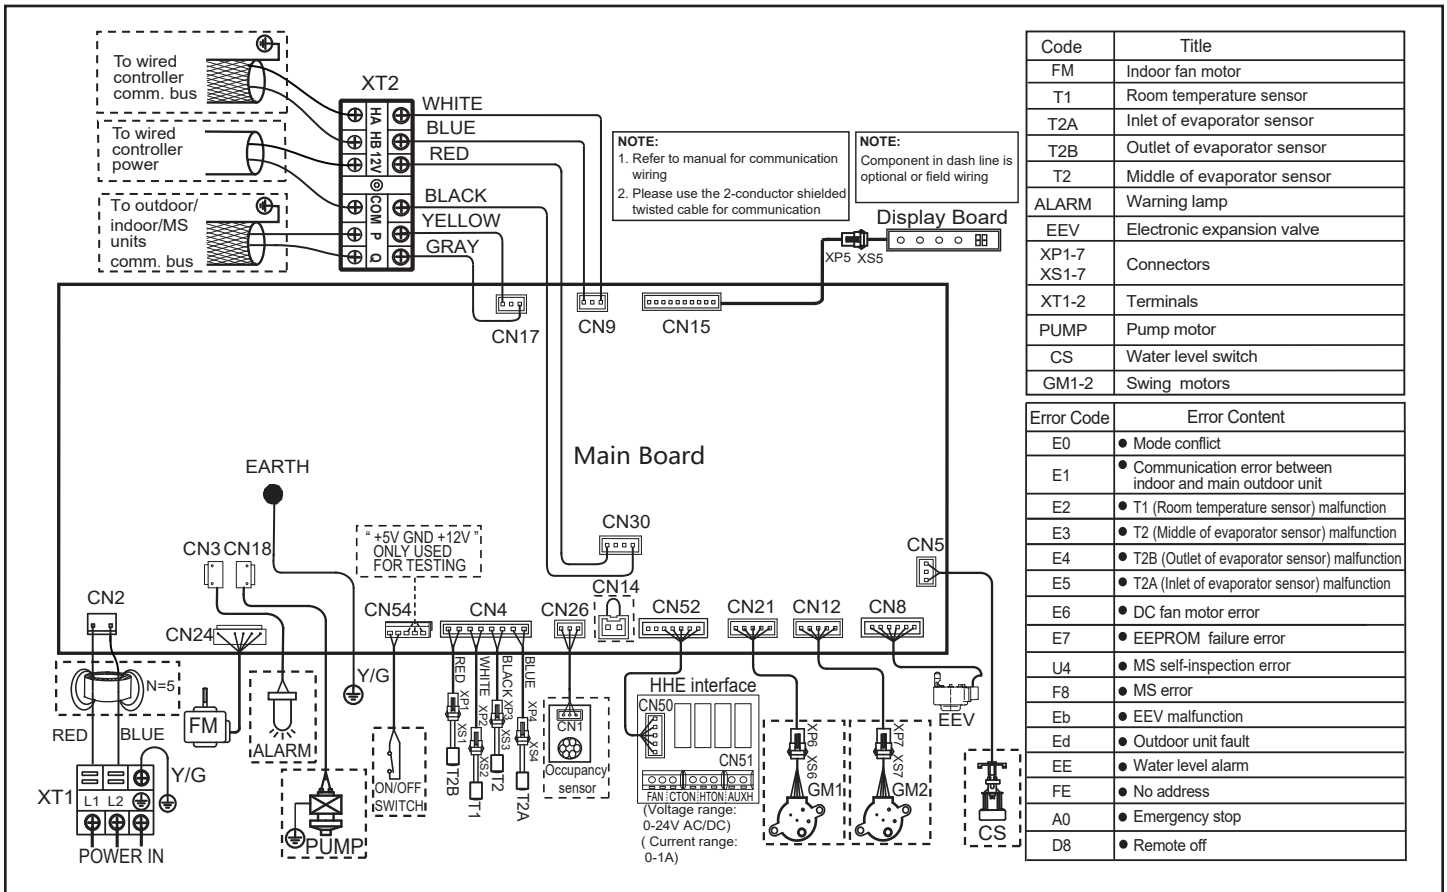 To wired
controller
comm. bus
To wired
controller
power
To outdoor/
indoor/MS
units
comm. bus
XT2
HA
HB
12V
COM
P
Q
WHITE
BLUE
RED
BLACK
YELLOW
GRAY
NOTE:
1. Refer to manual for communication
wiring
2. Please use the 2-conductor shielded
twisted cable for communication
NOTE:
Component in dash line is
optional or field wiring
Display Board
XP5 XS5
CN17
CN9
CN15
Main Board
EARTH
CN30
CN3 CN18
" +5V GND +12V "
ONLY USED
FOR TESTING
CN5
CN14
CN2
CN24
CN54
CN4
CN26
CN52
CN21
CN12
CN8
N=5
Y/G
RED
WHITE
BLACK
BLUE
XP1
XS1
XP2
XS2
XP3
XS3
XP4
XS4
T2B
T1
T2
T2A
RED
BLUE
Y/G
FM
ALARM
PUMP
ON/OFF
SWITCH
CN1
Occupancy
sensor
HHE interface
CN50
CN51
FAN CTON HTON AUXH
(Voltage range:
0-24V AC/DC)
( Current range:
0-1A)
XP6
XS6
GM1
XP7
XS7
GM2
EEV
CS
XT1
L1 L2
POWER IN
Code Title
FM Indoor fan motor
T1 Room temperature sensor
T2A Inlet of evaporator sensor
T2B Outlet of evaporator sensor
T2 Middle of evaporator sensor
ALARM Warning lamp
EEV Electronic expansion valve
XP1-7
XS1-7
Connectors
XT1-2 Terminals
PUMP Pump motor
CS Water level switch
GM1-2 Swing motors
Error Code Error Content
E0 ● Mode conflict
E1 ● Communication error between
indoor and main outdoor unit
E2 ● T1 (Room temperature sensor) malfunction
E3 ● T2 (Middle of evaporator sensor) malfunction
E4 ● T2B (Outlet of evaporator sensor) malfunction
E5 ● T2A (Inlet of evaporator sensor) malfunction
E6 ● DC fan motor error
E7 ● EEPROM failure error
U4 ● MS self-inspection error
F8 ● MS error
Eb ● EEV malfunction
Ed ● Outdoor unit fault
EE ● Water level alarm
FE ● No address
A0 ● Emergency stop
D8 ● Remote off